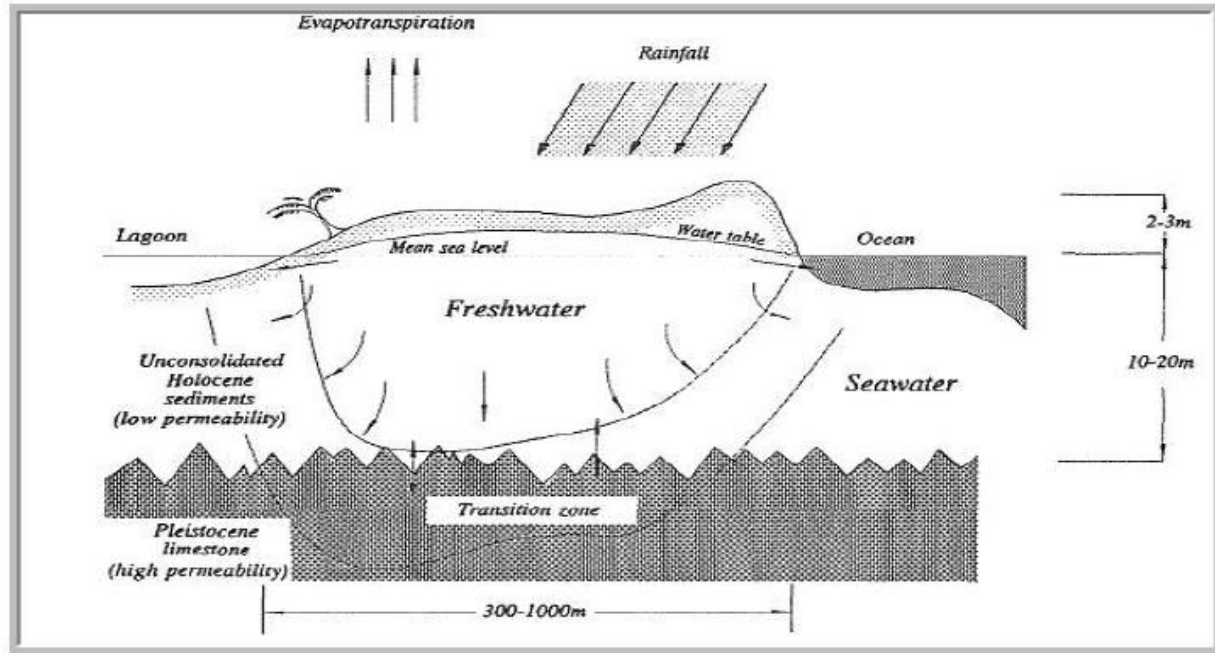 Evapotranspiration
Rainfall
Lagoon
Mean sea level
Water table
Ocean
2-3m
Freshwater
Unconsolidated
Holocene
sediments
(low permeability)
Seawater
10-20m
Transition zone
Pleistocene
limestone
(high permeability)
300-1000m